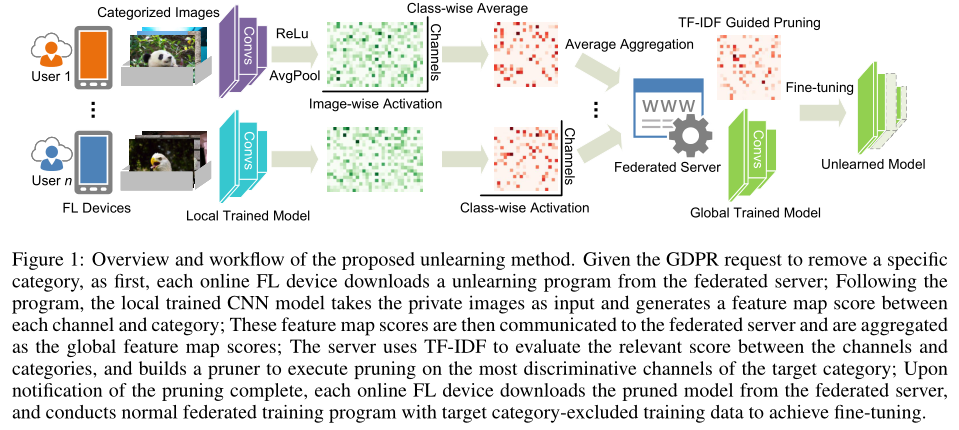 Categorized Images
Class-wise Average
TF-IDF Guided Pruning
User 1
Convs
ReLu
AvgPool
Channels
Average Aggregation
Image-wise Activation
Fine-tuning
WWW
User n
Convs
Channels
Federated Server
Convs
Unlearned Model
FL Devices
Local Trained Model
Class-wise Activation
Global Trained Model
Figure 1: Overview and workflow of the proposed unlearning method. Given the GDPR request to remove a specific
category, as first, each online FL device downloads a unlearning program from the federated server; Following the
program, the local trained CNN model takes the private images as input and generates a feature map score between
each channel and category; These feature map scores are then communicated to the federated server and are aggregated
as the global feature map scores; The server uses TF-IDF to evaluate the relevant score between the channels and
categories, and builds a pruner to execute pruning on the most discriminative channels of the target category; Upon
notification of the pruning complete, each online FL device downloads the pruned model from the federated server,
and conducts normal federated training program with target category-excluded training data to achieve fine-tuning.